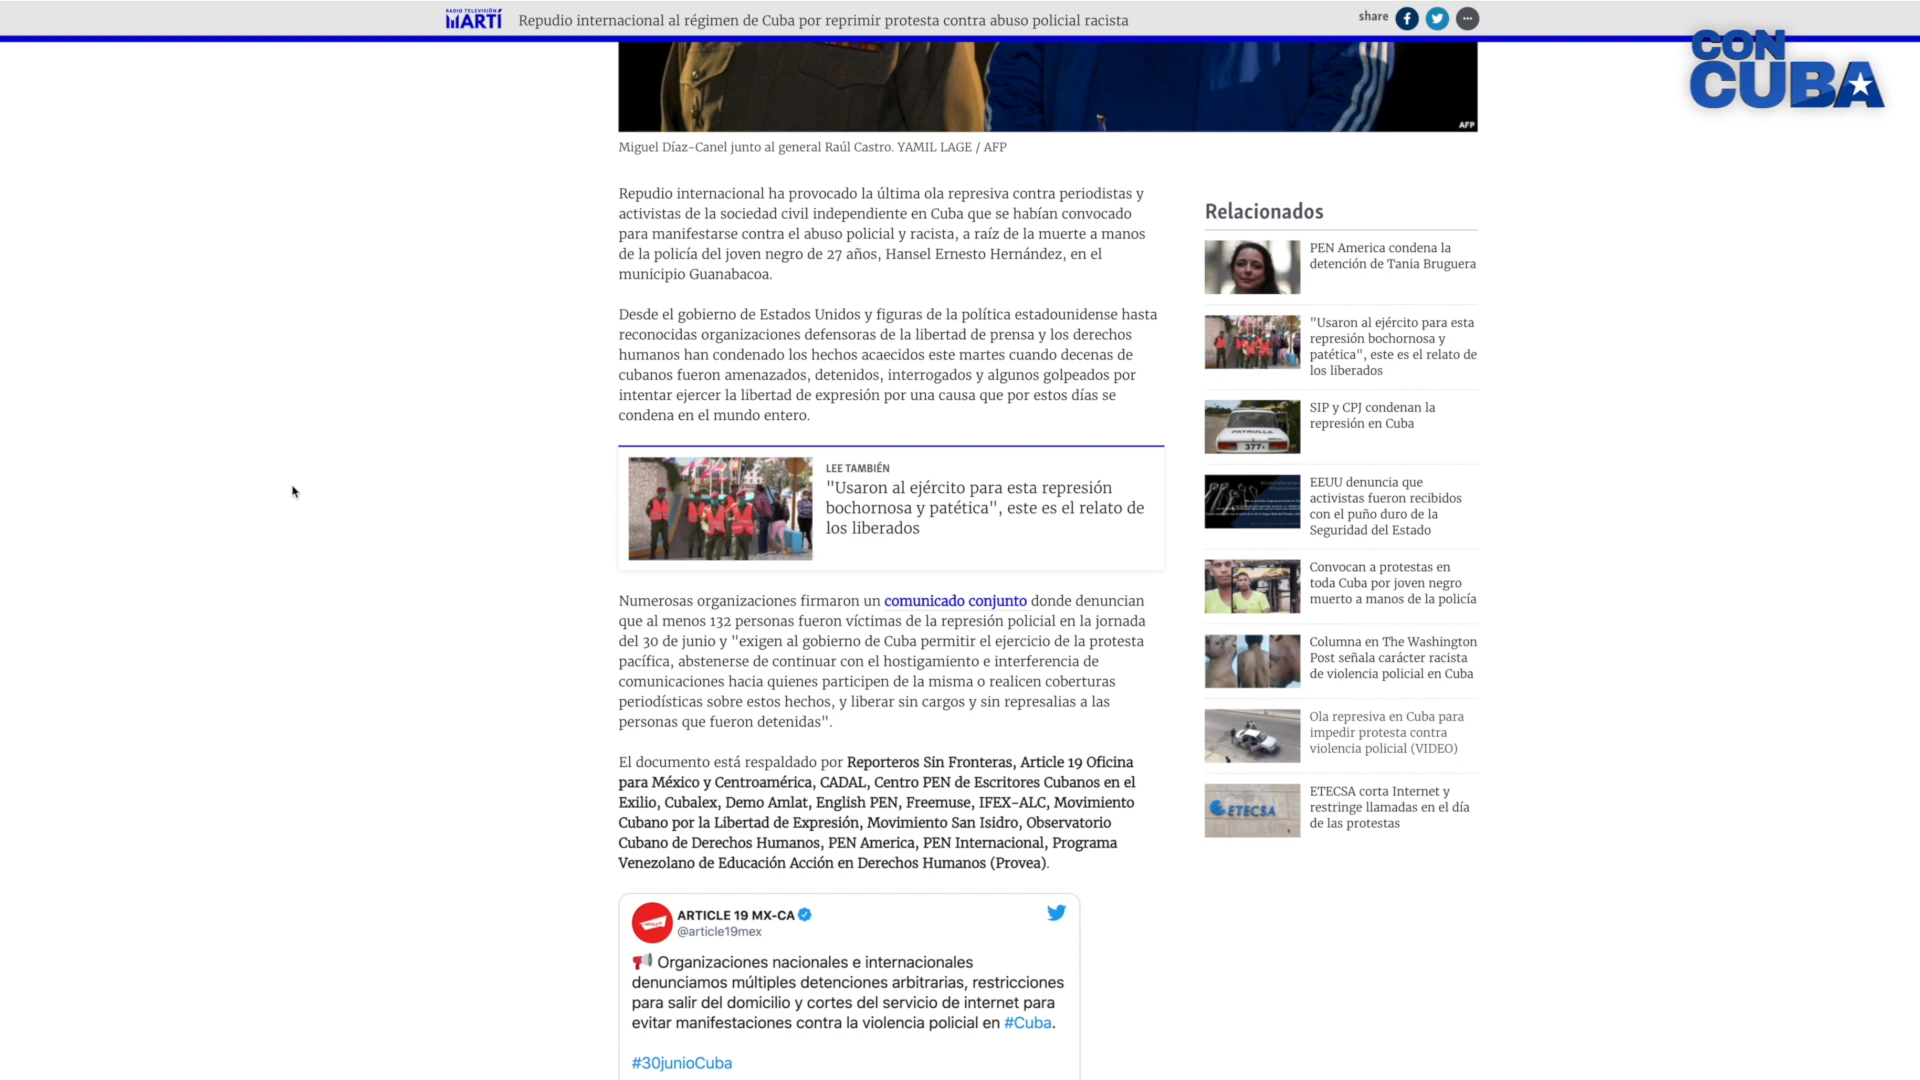 RADIO TELEVISIÓN
MARTÍ
Repudio internacional al régimen de Cuba por reprimir protesta contra abuso policial racista
share
CON
CUBA
AFP
Miguel Díaz-Canel junto al general Raúl Castro. YAMIL LAGE / AFP
Repudio internacional ha provocado la última ola represiva contra periodistas y
activistas de la sociedad civil independiente en Cuba que se habían convocado
para manifestarse contra el abuso policial y racista, a raíz de la muerte a manos
de la policía del joven negro de 27 años, Hansel Ernesto Hernández, en el
municipio Guanabacoa.
Desde el gobierno de Estados Unidos y figuras de la política estadounidense hasta
reconocidas organizaciones defensoras de la libertad de prensa y los derechos
humanos han condenado los hechos acaecidos este martes cuando decenas de
cubanos fueron amenazados, detenidos, interrogados y algunos golpeados por
intentar ejercer la libertad de expresión por una causa que por estos días se
condena en el mundo entero.
LEE TAMBIÉN
"Usaron al ejército para esta represión
bochornosa y patética", este es el relato de
los liberados
Numerosas organizaciones firmaron un comunicado conjunto donde denuncian
que al menos 132 personas fueron víctimas de la represión policial en la jornada
del 30 de junio y "exigen al gobierno de Cuba permitir el ejercicio de la protesta
pacífica, abstenerse de continuar con el hostigamiento e interferencia de
comunicaciones hacia quienes participen de la misma o realicen coberturas
periodísticas sobre estos hechos, y liberar sin cargos y sin represalias a las
personas que fueron detenidas".
El documento está respaldado por Reporteros Sin Fronteras, Article 19 Oficina
para México y Centroamérica, CADAL, Centro PEN de Escritores Cubanos en el
Exilio, Cubalex, Demo Amlat, English PEN, Freemuse, IFEX-ALC, Movimiento
Cubano por la Libertad de Expresión, Movimiento San Isidro, Observatorio
Cubano de Derechos Humanos, PEN America, PEN Internacional, Programa
Venezolano de Educación Acción en Derechos Humanos (Provea).
ARTICLE 19 MX-CA
@article19mex
Organizaciones nacionales e internacionales
denunciamos múltiples detenciones arbitrarias, restricciones
para salir del domicilio y cortes del servicio de internet para
evitar manifestaciones contra la violencia policial en #Cuba.
#30junioCuba
Relacionados
PEN America condena la
detención de Tania Bruguera
"Usaron al ejército para esta
represión bochornosa y
patética", este es el relato de
los liberados
PATRULLA
377
SIP y CPJ condenan la
represión en Cuba
EEUU denuncia que
activistas fueron recibidos
con el puño duro de la
Seguridad del Estado
Convocan a protestas en
toda Cuba por joven negro
muerto a manos de la policía
Columna en The Washington
Post señala carácter racista
de violencia policial en Cuba
Ola represiva en Cuba para
impedir protesta contra
violencia policial (VIDEO)
ETECSA
ETECSA corta Internet y
restringe llamadas en el día
de las protestas